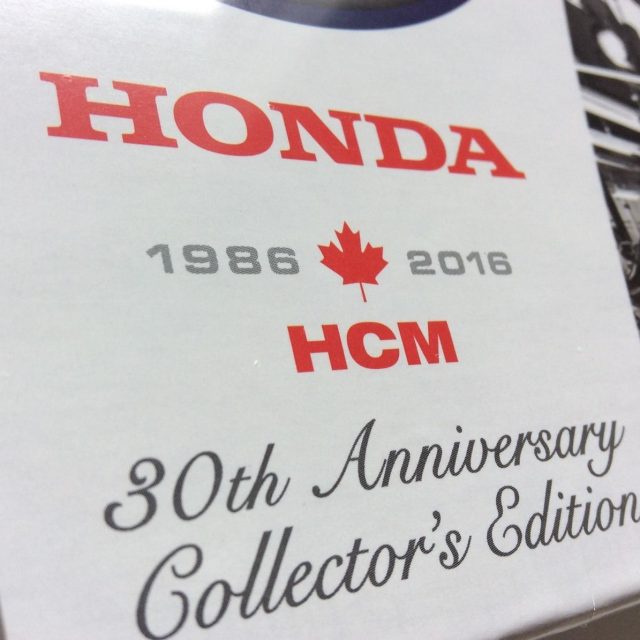 HONDA
1986 2016
HCM
30th Anniversary
Collector's Edition